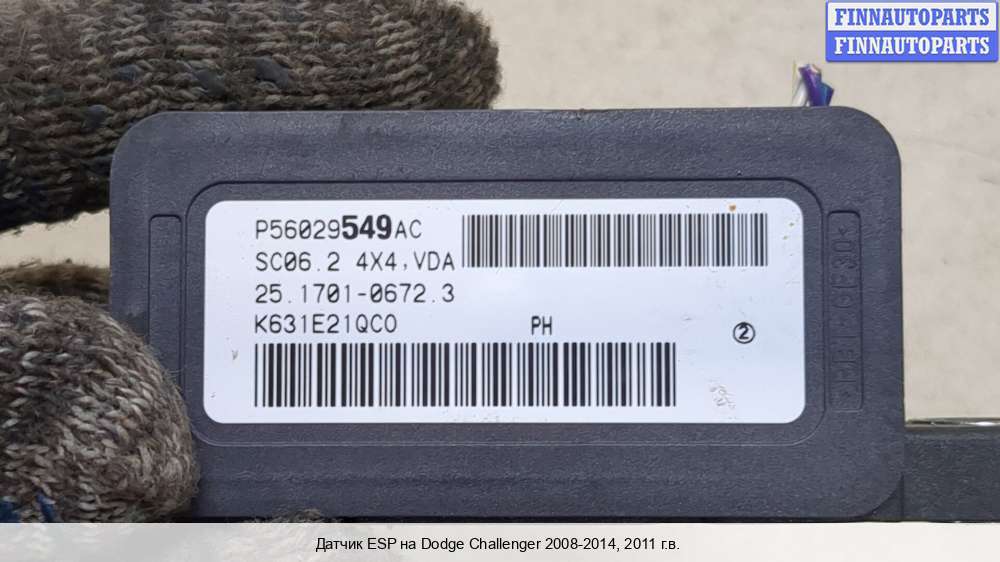 FINNAUTOPARTS
FINNAUTOPARTS
P56029549AC
SC06.2 4X4,VDA
25.1701-0672.3
K631E21QC0 PH ②
Датчик ESP на Dodge Challenger 2008-2014, 2011 г.в.